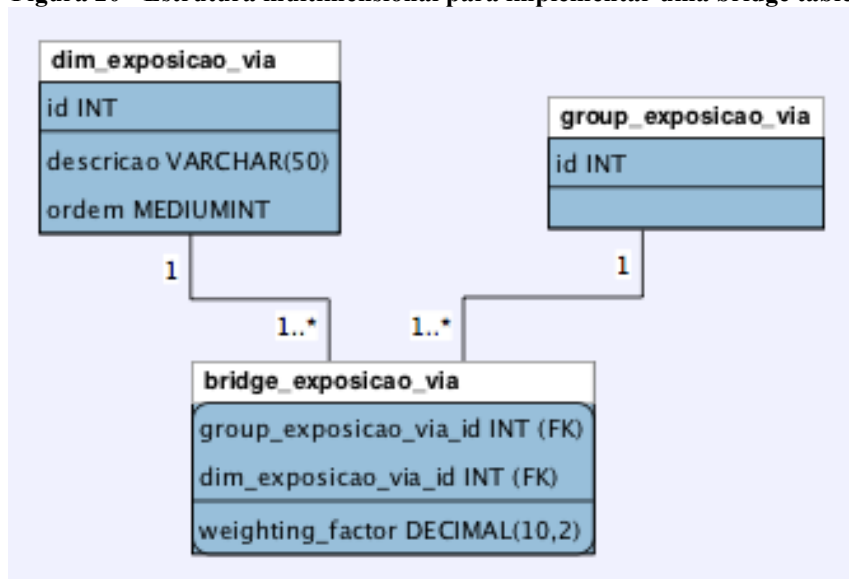 dim_exposicao_via
id INT
descricao VARCHAR(50)
ordem MEDIUMINT
group_exposicao_via
id INT
1
1
1..*
1..*
bridge_exposicao_via
group_exposicao_via_id INT (FK)
dim_exposicao_via_id INT (FK)
weighting_factor DECIMAL(10,2)